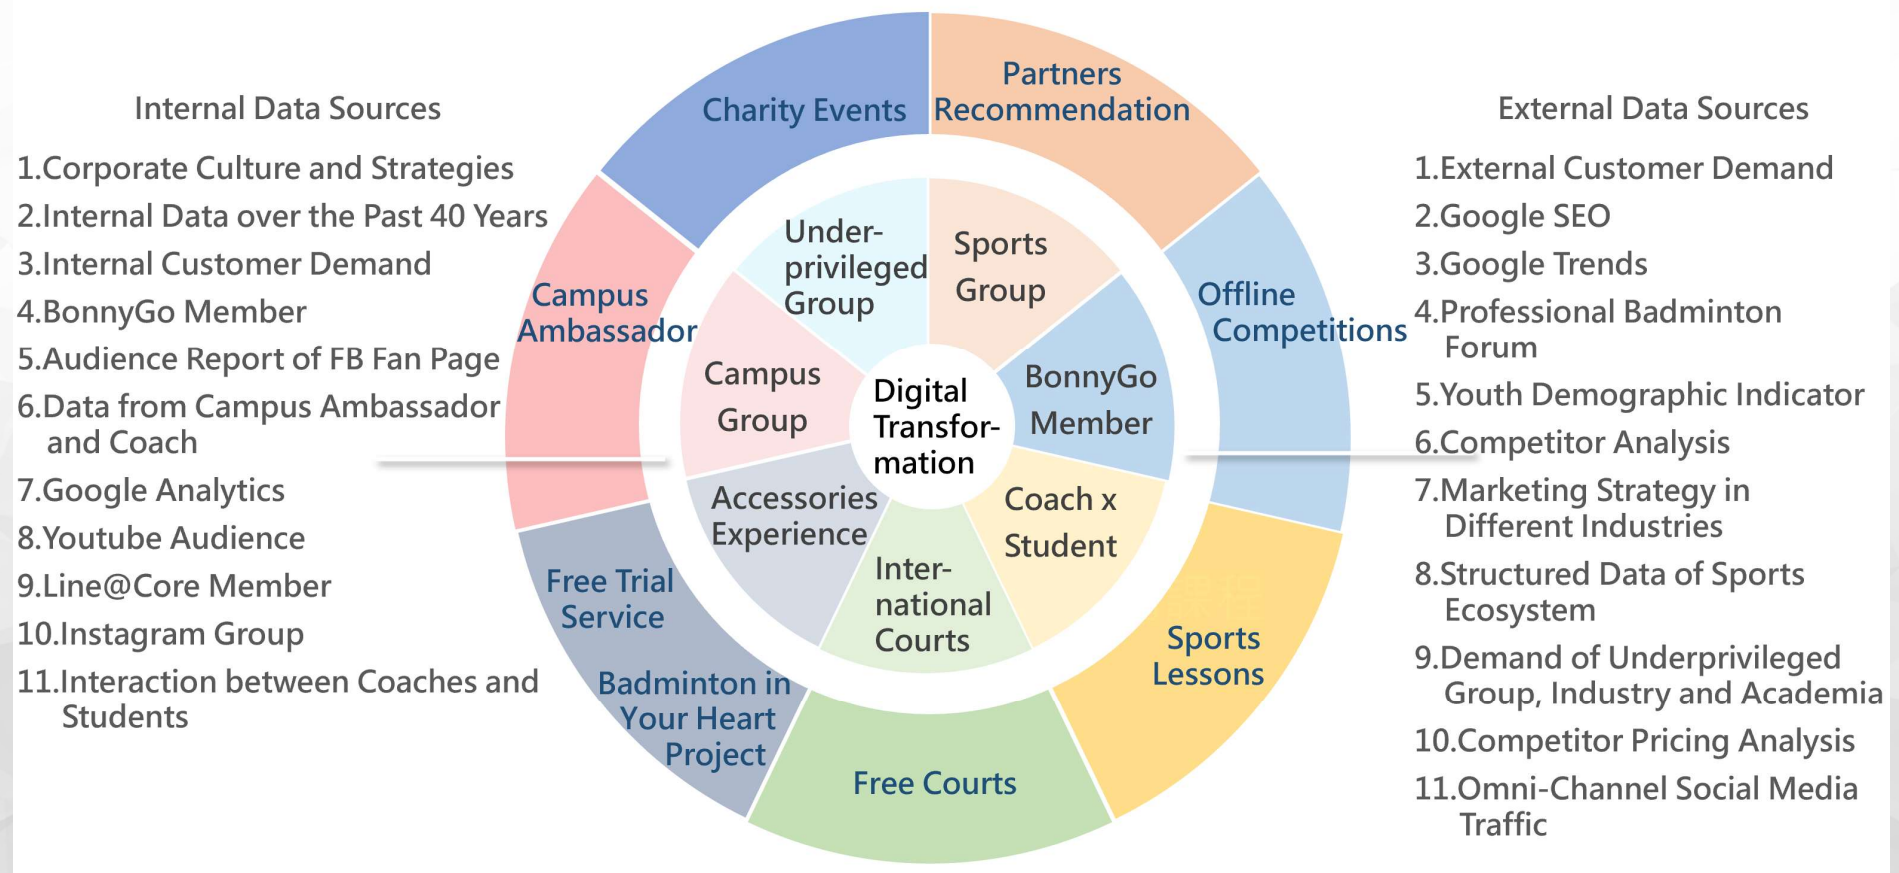 Internal Data Sources
1.Corporate Culture and Strategies
2.Internal Data over the Past 40 Years
3.Internal Customer Demand
4.BonnyGo Member
5.Audience Report of FB Fan Page
6.Data from Campus Ambassador
and Coach
7.Google Analytics
8.Youtube Audience
9.Line@Core Member
10.Instagram Group
11.Interaction between Coaches and
Students
Charity Events
Partners
Recommendation
Campus
Ambassador
Offline
Competitions
Free Trial
Service
Badminton in
Your Heart
Project
Free Courts
Sports
Lessons
Under-
privileged
Group
Sports
Group
Campus
Group
BonnyGo
Member
Accessories
Experience
Inter-
national
Courts
Coach x
Student
Digital
Transfor-
mation
External Data Sources
1.External Customer Demand
2.Google SEO
3.Google Trends
4.Professional Badminton
Forum
5.Youth Demographic Indicator
6.Competitor Analysis
7.Marketing Strategy in
Different Industries
8.Structured Data of Sports
Ecosystem
9.Demand of Underprivileged
Group, Industry and Academia
10.Competitor Pricing Analysis
11.Omni-Channel Social Media
Traffic